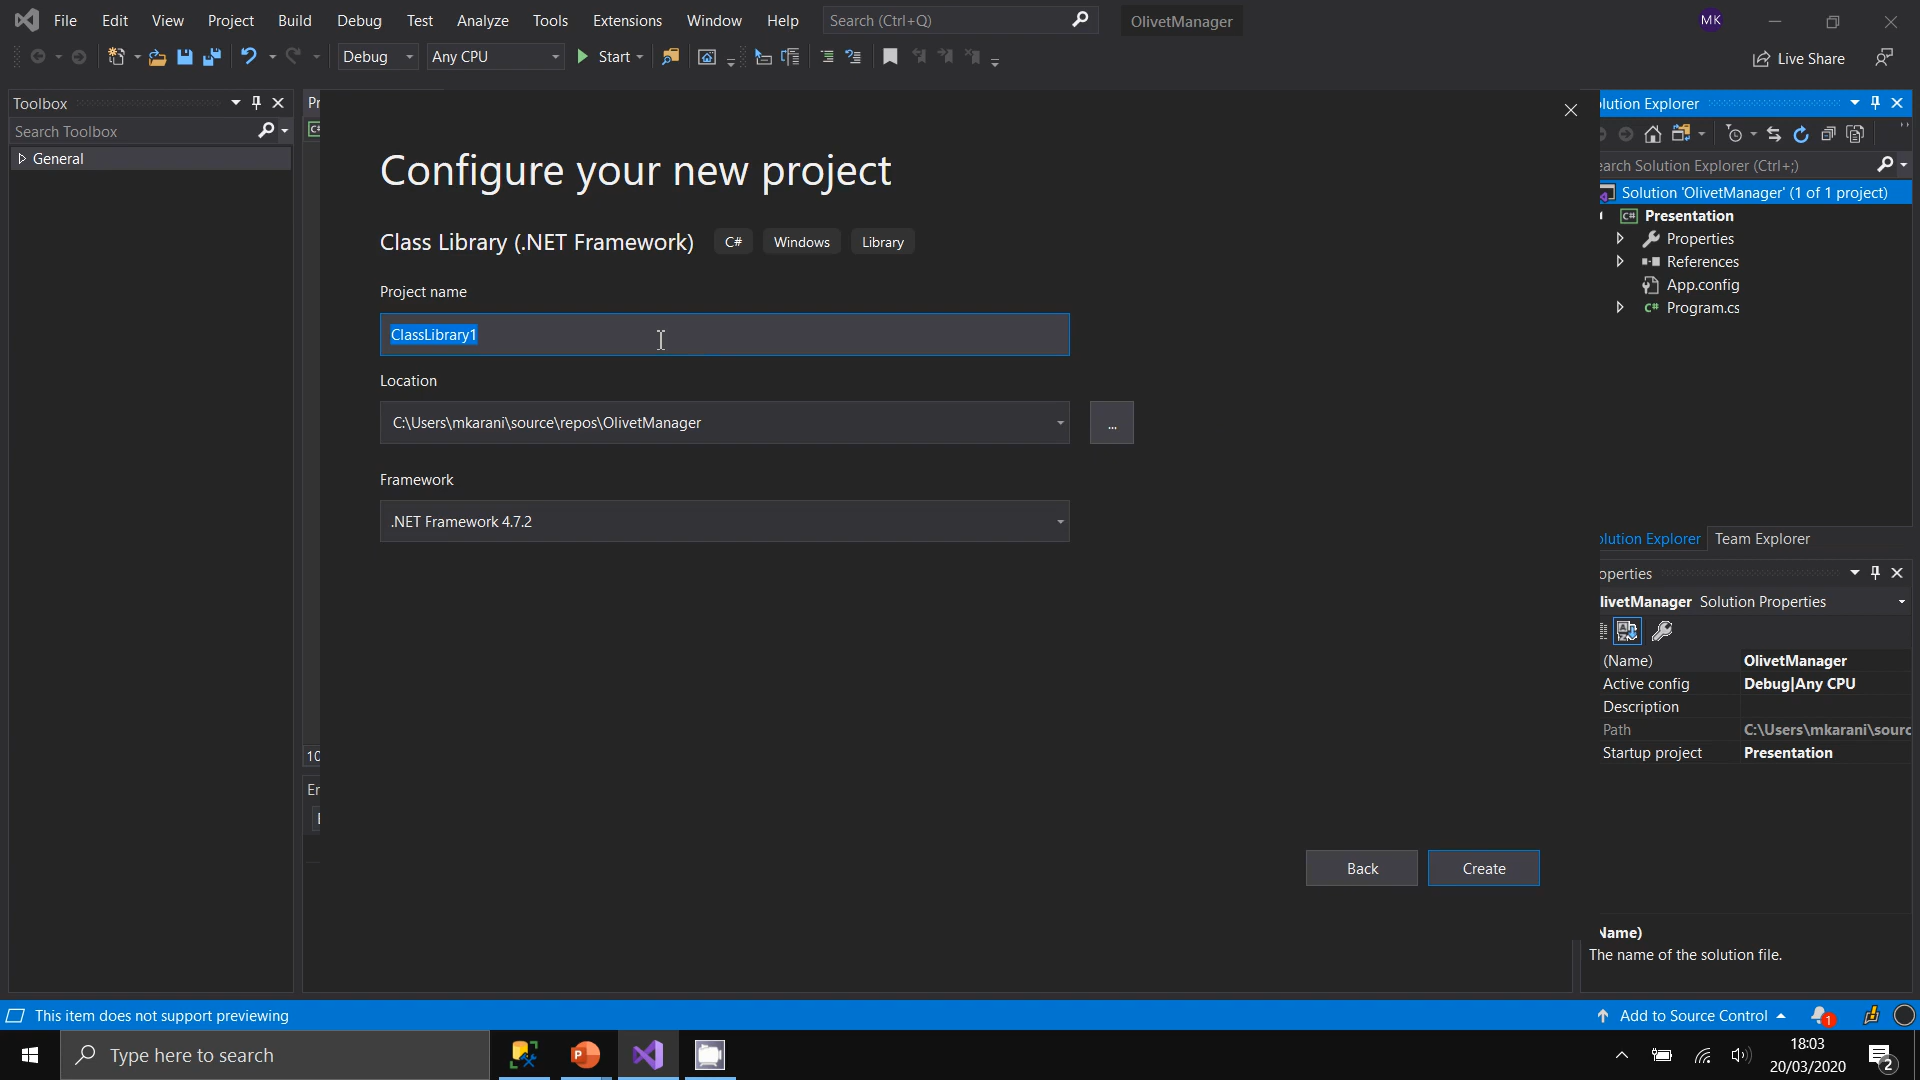 File Edit View Project Build Debug Test Analyze Tools Extensions Window Help Search (Ctrl+Q) OlivetManager MK
Debug Any CPU Start Live Share
Toolbox
Search Toolbox
General
Configure your new project
Class Library (.NET Framework) C# Windows Library
Project name
ClassLibrary1
Location
C:\Users\mkarani\source\repos\OlivetManager
...
Framework
.NET Framework 4.7.2
Back Create
olution Explorer
earch Solution Explorer (Ctrl+;)
Solution 'OlivetManager' (1 of 1 project)
C# Presentation
Properties
References
App.config
C# Program.cs
olution Explorer Team Explorer
operties
livetManager Solution Properties
(Name) OlivetManager
Active config Debug|Any CPU
Description
Path C:\Users\mkarani\sourc
Startup project Presentation
Name)
The name of the solution file.
This item does not support previewing
Add to Source Control 1
Type here to search
18:03
20/03/2020
2